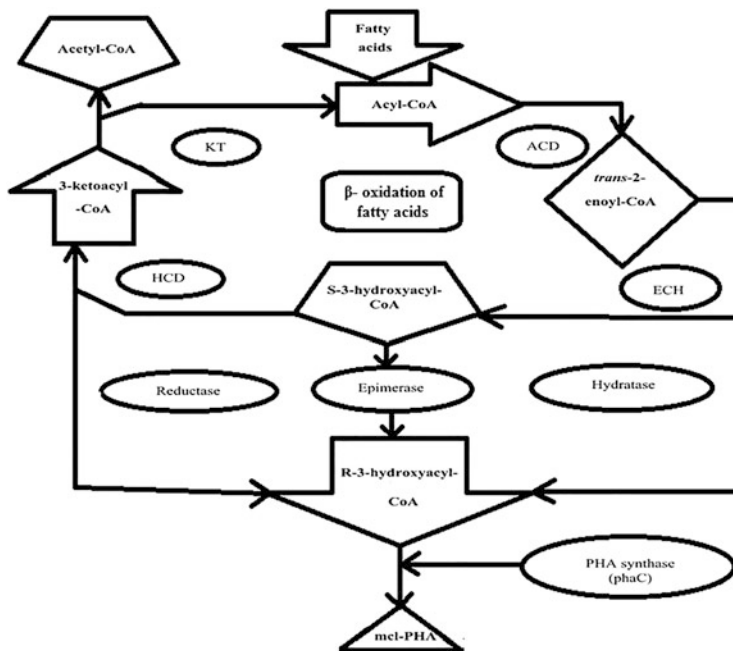 Acetyl-CoA
Fatty
acids
Acyl-CoA
KT
ACD
3-ketoacyl
-CoA
trans-2-
enoyl-CoA
β- oxidation of
fatty acids
HCD
S-3-hydroxyacyl-
CoA
ECH
Reductase
Epimerase
Hydratase
R-3-hydroxyacyl-
CoA
PHA synthase
(phaC)
mcl-PHA